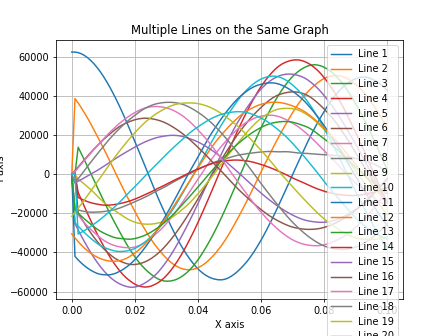 Multiple Lines on the Same Graph
60000
40000
20000
0
−20000
−40000
−60000
0.00
0.02
0.04
0.06
0.08
X axis
Line 1
Line 2
Line 3
Line 4
Line 5
Line 6
Line 7
Line 8
Line 9
Line 10
Line 11
Line 12
Line 13
Line 14
Line 15
Line 16
Line 17
Line 18
Line 19
Line 20